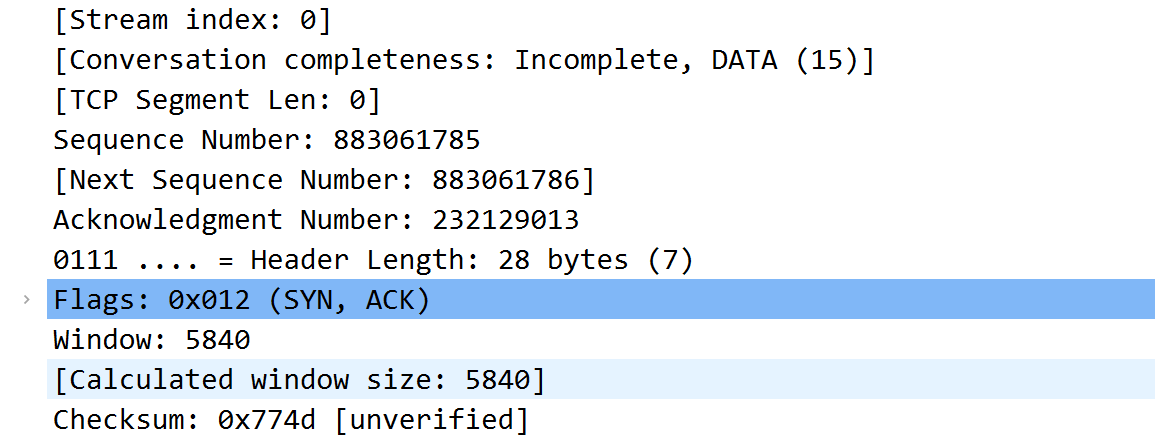 [Stream index: 0]
[Conversation completeness: Incomplete, DATA (15)]
[TCP Segment Len: 0]
Sequence Number: 883061785
[Next Sequence Number: 883061786]
Acknowledgment Number: 232129013
0111 .... = Header Length: 28 bytes (7)
Flags: 0x012 (SYN, ACK)
Window: 5840
[Calculated window size: 5840]
Checksum: 0x774d [unverified]